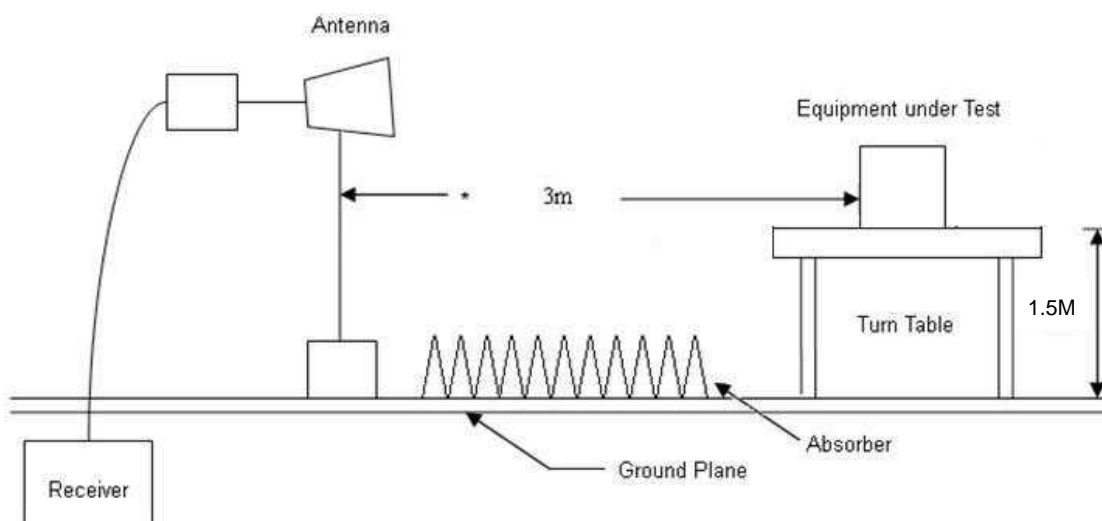 Antenna
Equipment under Test
* 3m
1.5M
Turn Table
Absorber
Ground Plane
Receiver